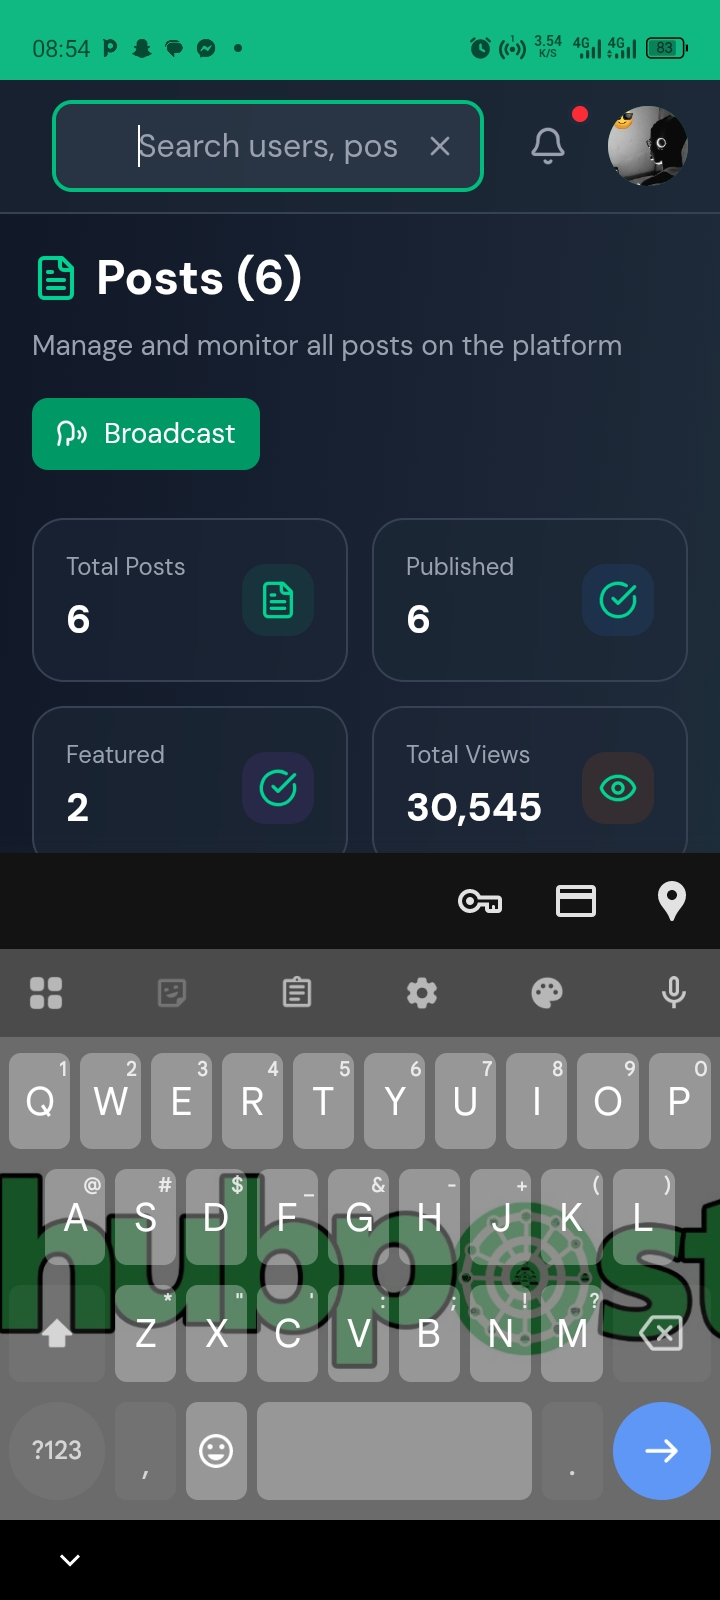 08:54 3.54 K/S 4G 4G 83
Search users, pos
Posts (6)
Manage and monitor all posts on the platform
Broadcast
Total Posts
6
Published
6
Featured
2
Total Views
30,545
Q 1 W 2 E 3 R 4 T 5 Y 6 U 7 I 8 O 9 P 0
A @ S # D $ F _ G & H - J + K ( L )
hubp st
Z * X " C ' V : B ; N ! M ?
?123 , .